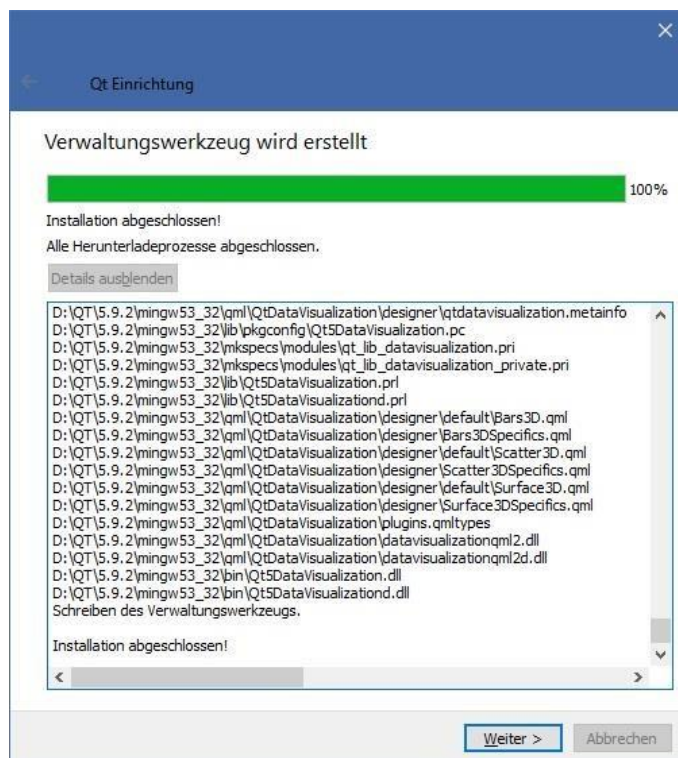 Qt Einrichtung
Verwaltungswerkzeug wird erstellt
100%
Installation abgeschlossen!
Alle Herunterladeprozesse abgeschlossen.
Details ausblenden
D:\QT\5.9.2\mingw53_32\qml\QtDataVisualization\designer\qtdatavisualization.metainfo
D:\QT\5.9.2\mingw53_32\lib\pkgconfig\Qt5DataVisualization.pc
D:\QT\5.9.2\mingw53_32\mkspecs\modules\qt_lib_datavisualization.pri
D:\QT\5.9.2\mingw53_32\mkspecs\modules\qt_lib_datavisualization_private.pri
D:\QT\5.9.2\mingw53_32\lib\Qt5DataVisualization.prl
D:\QT\5.9.2\mingw53_32\lib\Qt5DataVisualizationd.prl
D:\QT\5.9.2\mingw53_32\qml\QtDataVisualization\designer\default\Bars3D.qml
D:\QT\5.9.2\mingw53_32\qml\QtDataVisualization\designer\Bars3DSpecifics.qml
D:\QT\5.9.2\mingw53_32\qml\QtDataVisualization\designer\default\Scatter3D.qml
D:\QT\5.9.2\mingw53_32\qml\QtDataVisualization\designer\Scatter3DSpecifics.qml
D:\QT\5.9.2\mingw53_32\qml\QtDataVisualization\designer\default\Surface3D.qml
D:\QT\5.9.2\mingw53_32\qml\QtDataVisualization\designer\Surface3DSpecifics.qml
D:\QT\5.9.2\mingw53_32\qml\QtDataVisualization\plugins.qmltypes
D:\QT\5.9.2\mingw53_32\qml\QtDataVisualization\datavisualizationqml2.dll
D:\QT\5.9.2\mingw53_32\qml\QtDataVisualization\datavisualizationqml2d.dll
D:\QT\5.9.2\mingw53_32\bin\Qt5DataVisualization.dll
D:\QT\5.9.2\mingw53_32\bin\Qt5DataVisualizationd.dll
Schreiben des Verwaltungswerkzeugs.
Installation abgeschlossen!
Weiter >
Abbrechen